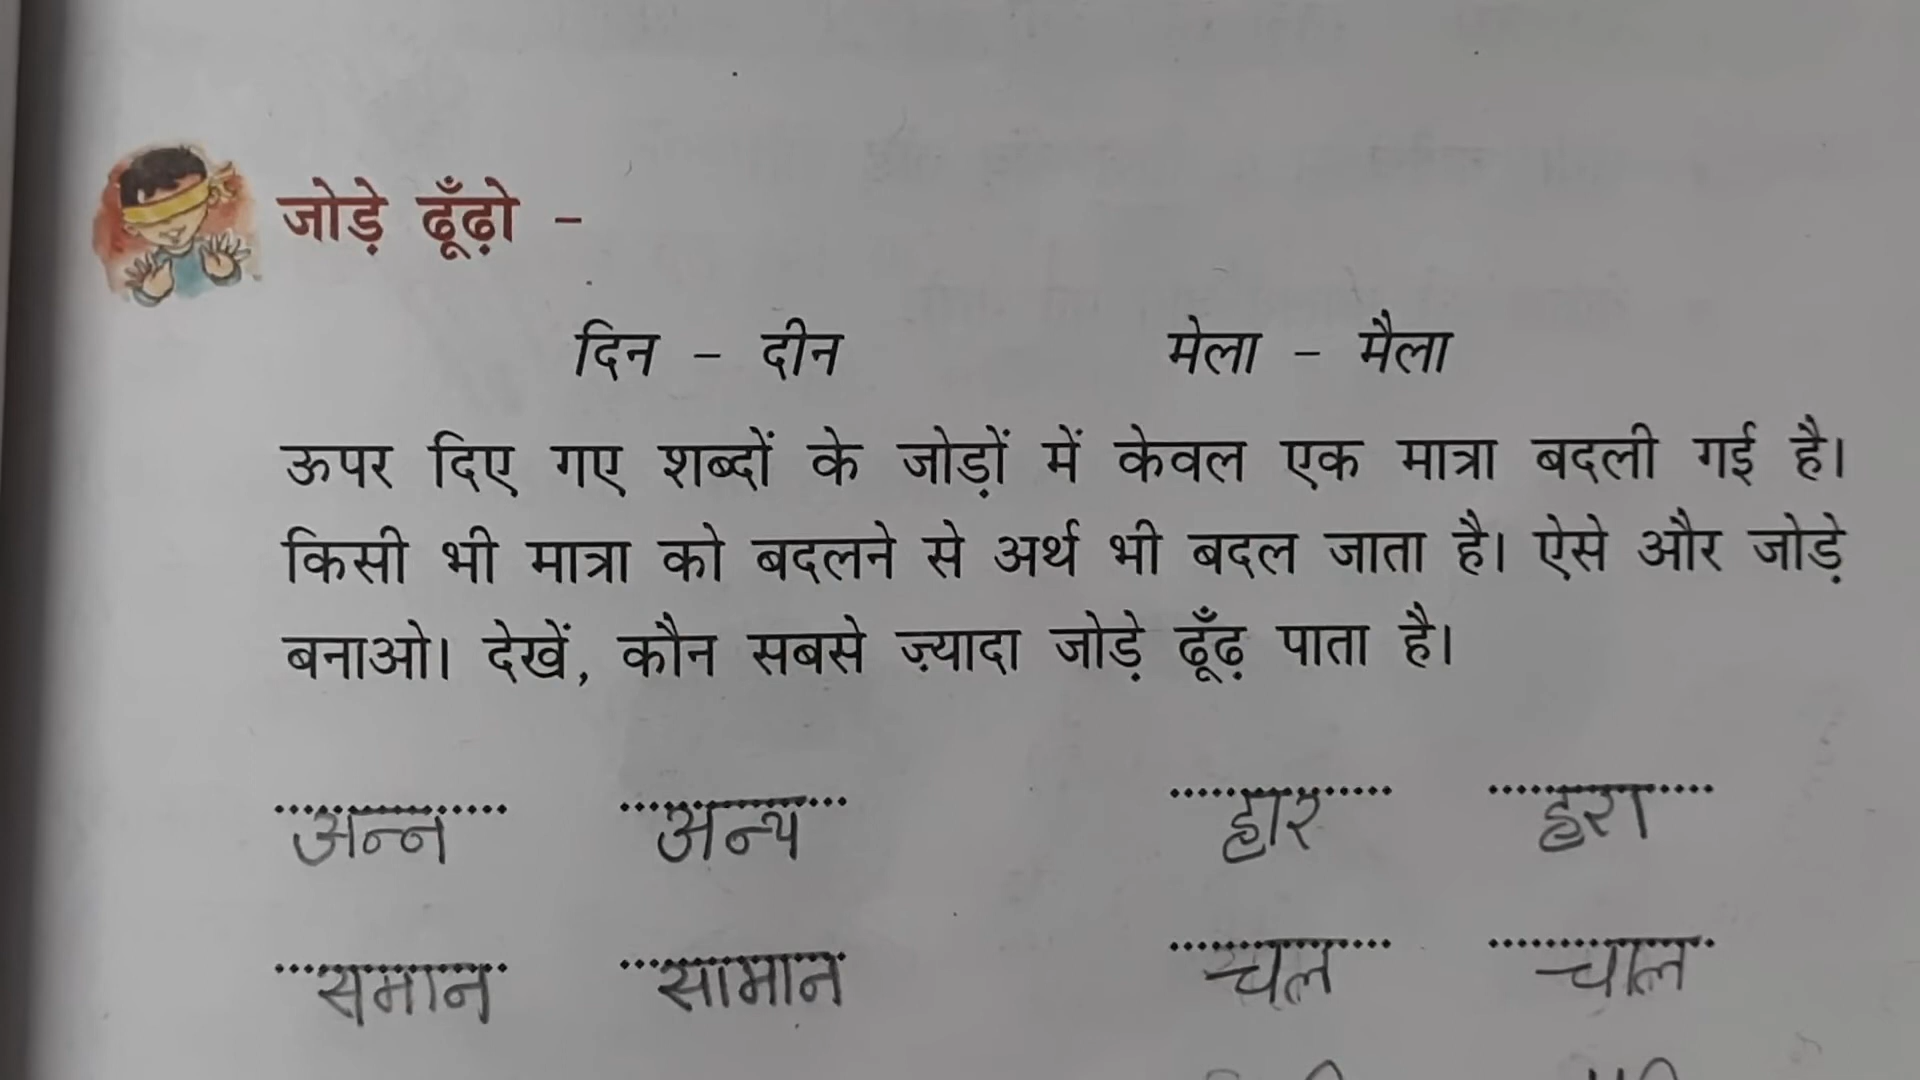 जोड़े ढूँढ़ो -
दिन - दीन मेला - मैला
ऊपर दिए गए शब्दों के जोड़ों में केवल एक मात्रा बदली गई है।
किसी भी मात्रा को बदलने से अर्थ भी बदल जाता है। ऐसे और जोड़े
बनाओ। देखें, कौन सबसे ज़्यादा जोड़े ढूँढ़ पाता है।
अन्न अन्य हार हरा
समान सामान चल चाल